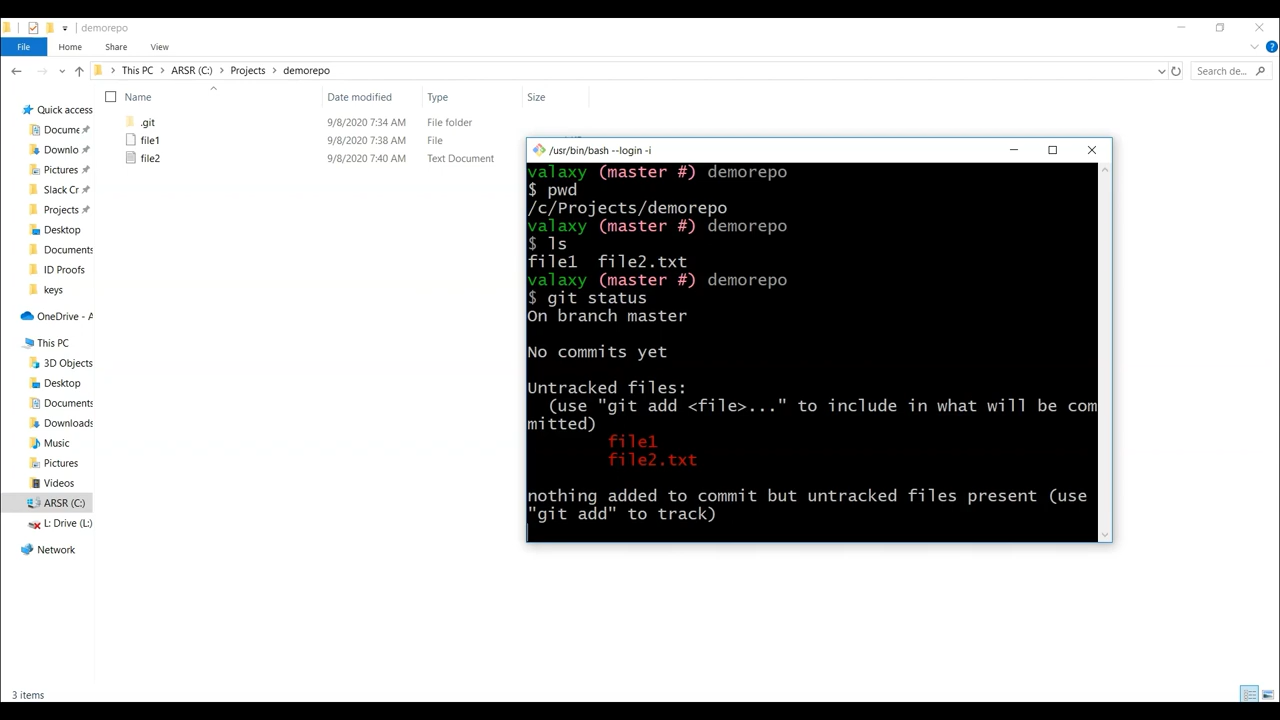 demorepo
File Home Share View
This PC ARSR (C:) Projects demorepo Search de...
Name Date modified Type Size
.git 9/8/2020 7:34 AM File folder
file1 9/8/2020 7:38 AM File
file2 9/8/2020 7:40 AM Text Document
Quick access
Docume
Downlo
Pictures
Slack Cr
Projects
Desktop
Documents
ID Proofs
keys
OneDrive - A
This PC
3D Objects
Desktop
Documents
Downloads
Music
Pictures
Videos
ARSR (C:)
L: Drive (L:)
Network
3 items
/usr/bin/bash --login -i
valaxy (master #) demorepo
$ pwd
/c/Projects/demorepo
valaxy (master #) demorepo
$ ls
file1 file2.txt
valaxy (master #) demorepo
$ git status
On branch master
No commits yet
Untracked files:
(use "git add <file>..." to include in what will be com
mitted)
file1
file2.txt
nothing added to commit but untracked files present (use
"git add" to track)